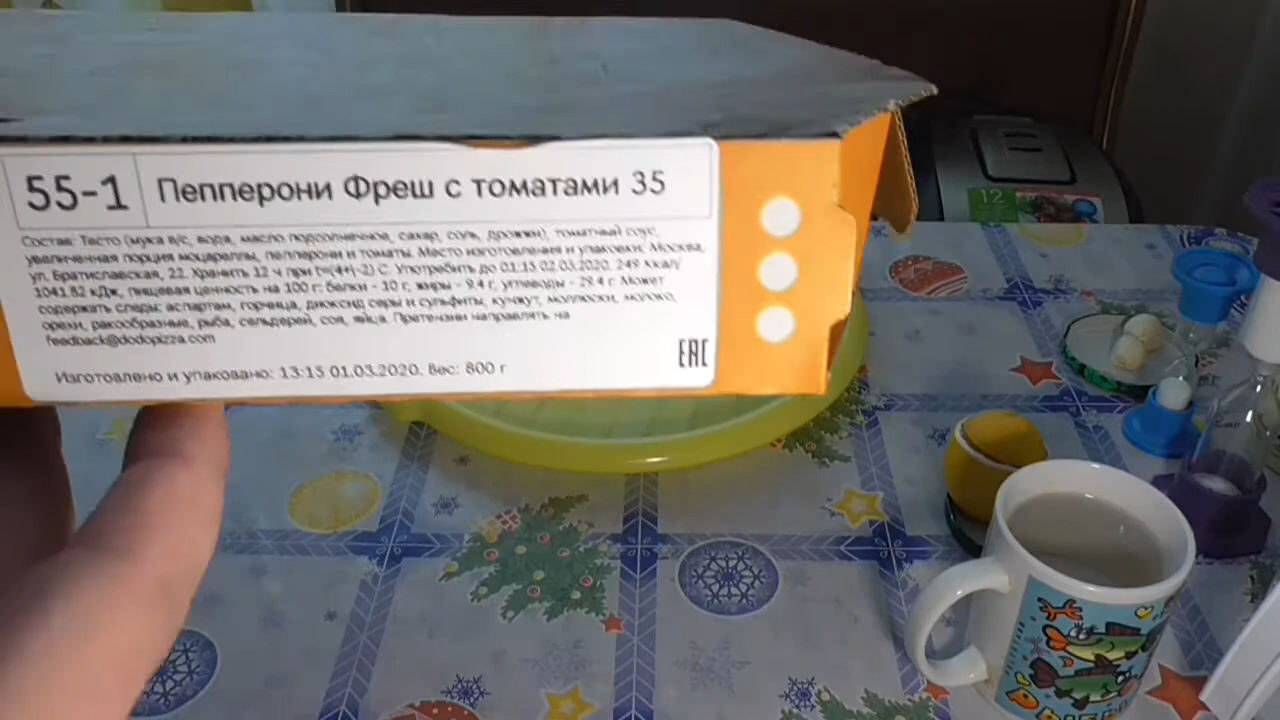 55-1 Пепперони Фреш с томатами 35
Состав: Тесто (мука в/с, вода, масло подсолнечное, сахар, соль, дрожжи), томатный соус,
увеличенная порция моцареллы, пепперони и томаты. Место изготовления и упаковки: Москва,
ул. Братиславская, 22. Хранить 12 ч при t=(4+|-2) С. Употребить до 01:15 02.03.2020. 249 ккал/
1041.82 кДж, пищевая ценность на 100 г: белки - 10 г, жиры - 9.4 г, углеводы - 29.4 г. Может
содержать следы: аспартам, горчица, диоксид серы и сульфиты, кунжут, моллюски, молоко,
орехи, ракообразные, рыба, сельдерей, соя, яйца. Претензии направлять на
feedback@dodopizza.com
Изготовлено и упаковано: 13:15 01.03.2020. Вес: 800 г
EAC
12